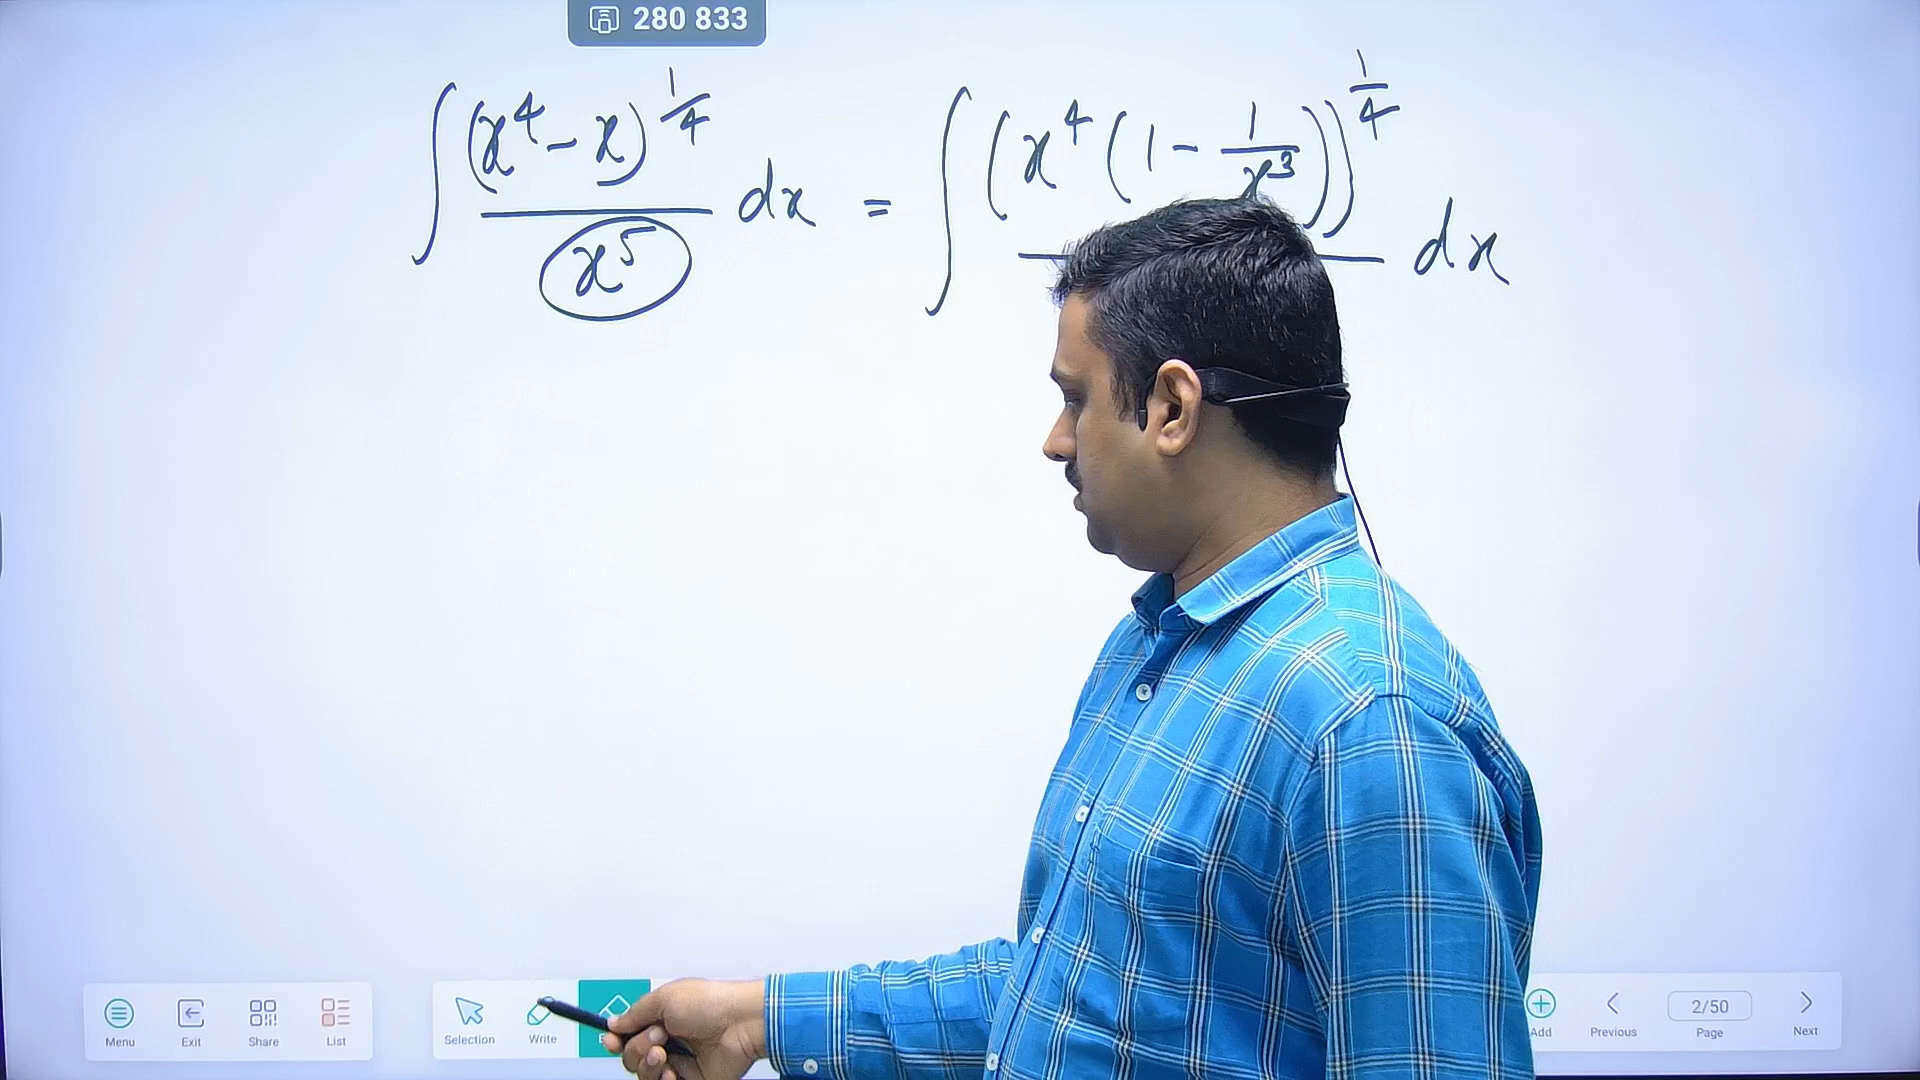 280 833
∫ (x⁴ - x)^(1/4) / x⁵ dx = ∫ (x⁴(1 - 1/x³))^(1/4) / dx
Menu Exit Share List Selection Write Add Previous 2/50 Page Next